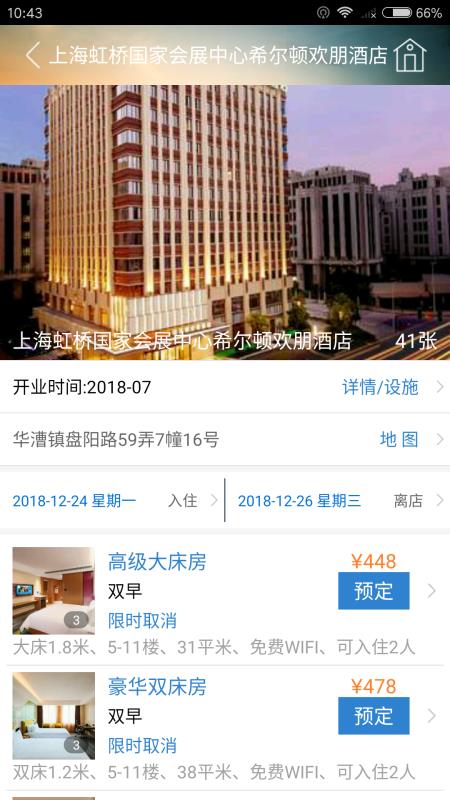 10:43
66%
上海虹桥国家会展中心希尔顿欢朋酒店
上海虹桥国家会展中心希尔顿欢朋酒店 41张
开业时间:2018-07 详情/设施
华漕镇盘阳路59弄7幢16号 地 图
2018-12-24 星期一 入住 2018-12-26 星期三 离店
高级大床房 ¥448
双早 预定
限时取消
3
大床1.8米、5-11楼、31平米、免费WIFI、可入住2人
豪华双床房 ¥478
双早 预定
限时取消
3
双床1.2米、5-11楼、38平米、免费WIFI、可入住2人